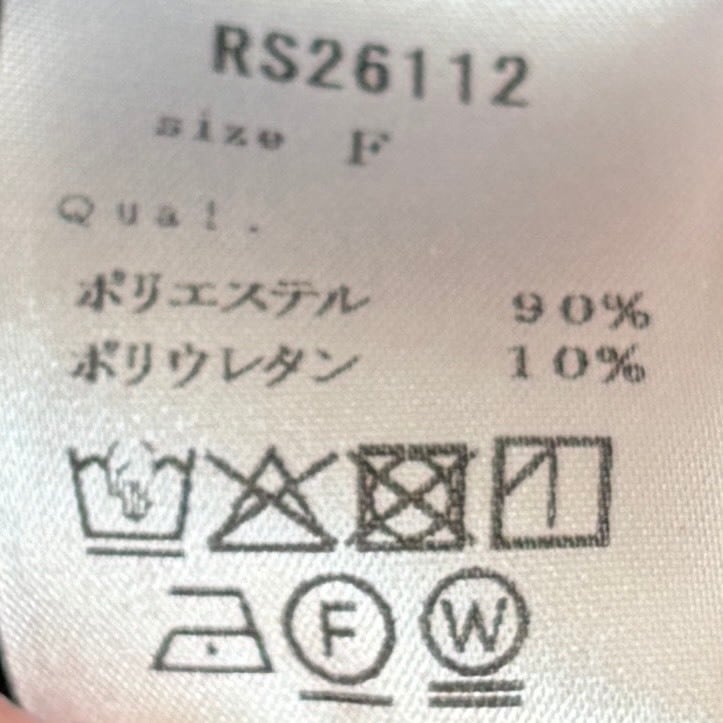 RS26112
size F
Qual.
ポリエステル 90%
ポリウレタン 10%
F W